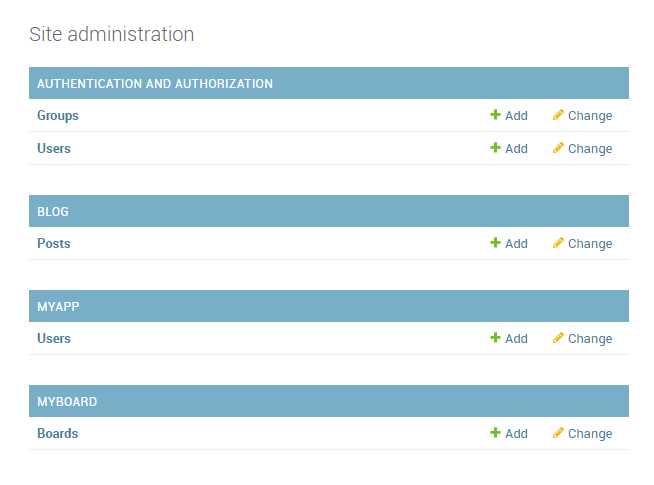 Site administration
AUTHENTICATION AND AUTHORIZATION
Groups Add Change
Users Add Change
BLOG
Posts Add Change
MYAPP
Users Add Change
MYBOARD
Boards Add Change